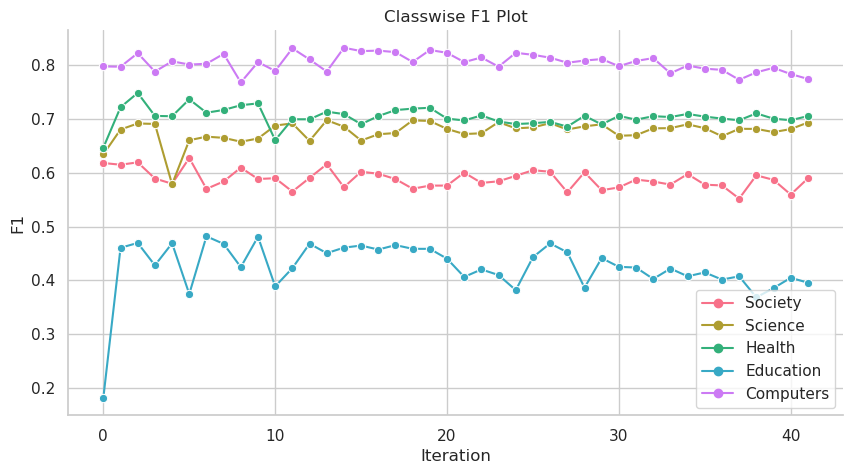 Classwise F1 Plot
F1
0.8
0.7
0.6
0.5
0.4
0.3
0.2
0 10 20 30 40
Iteration
Society
Science
Health
Education
Computers